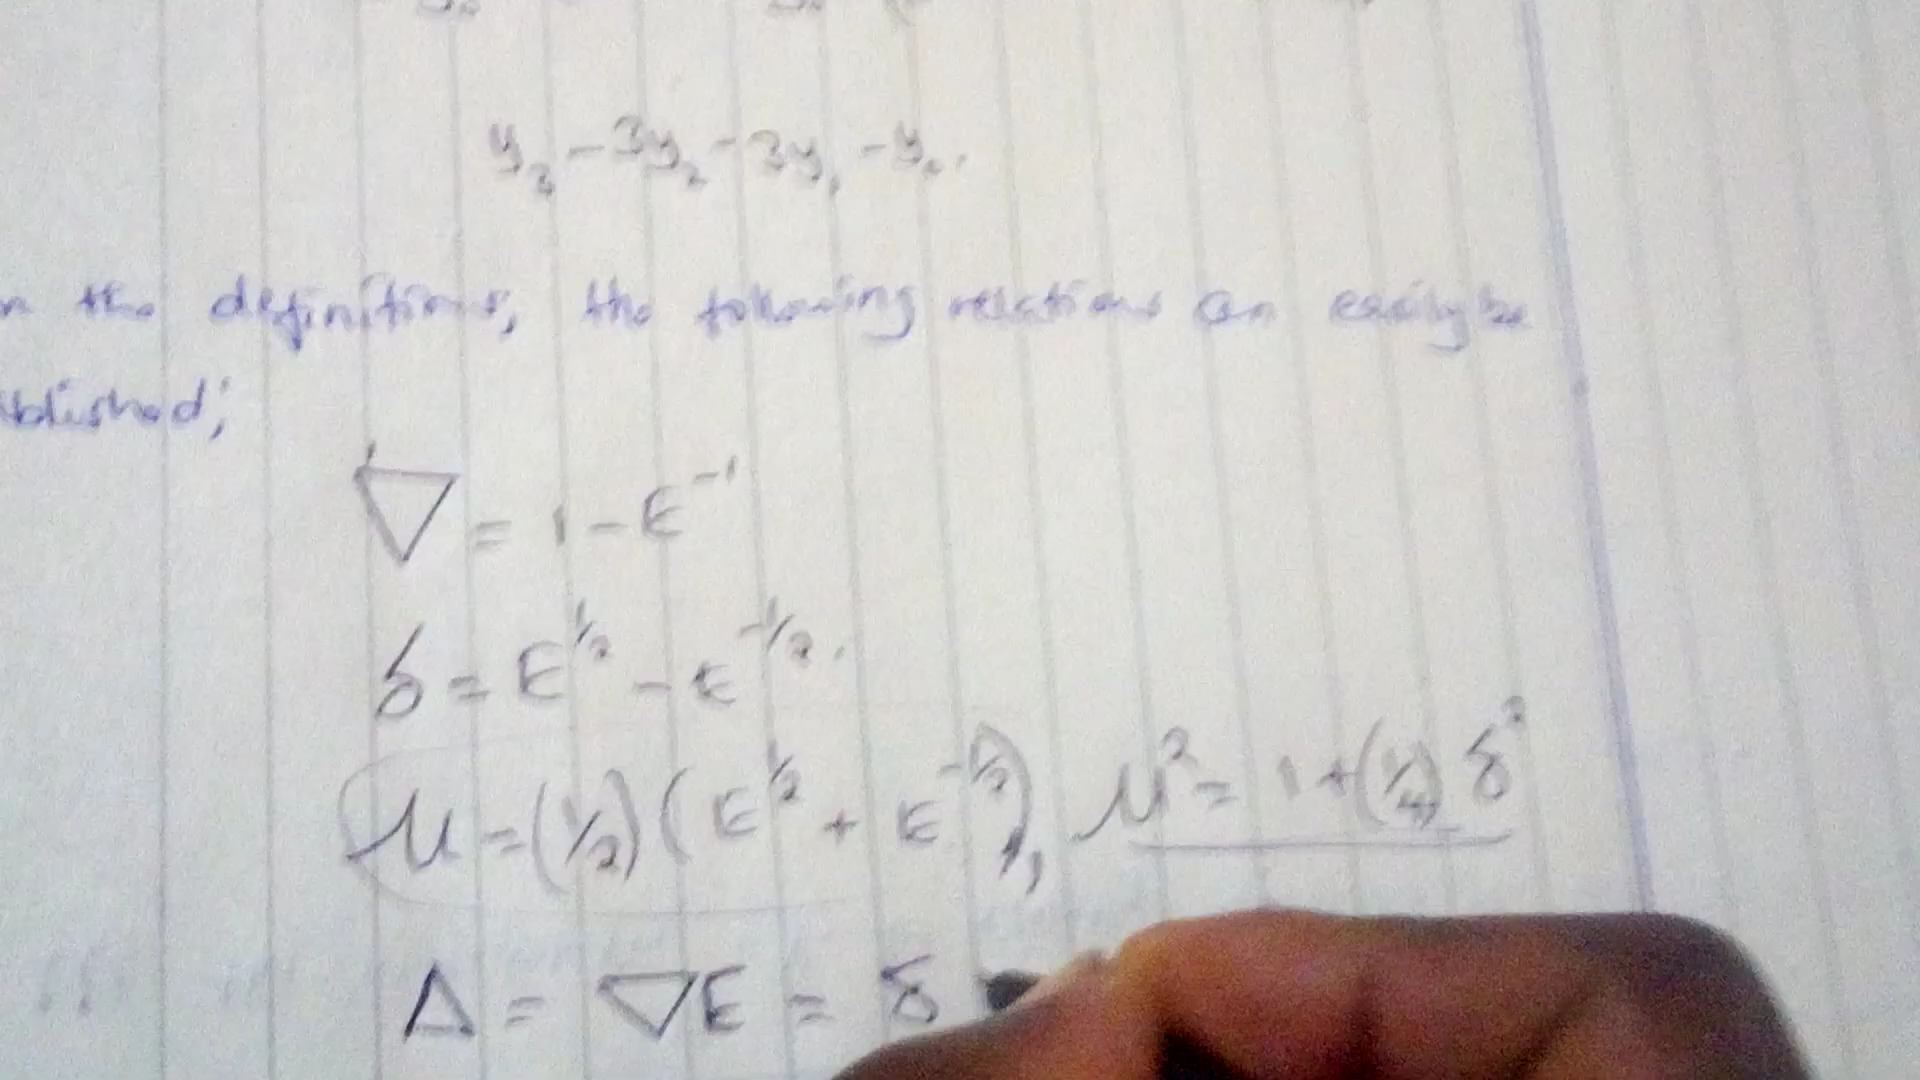 y₃ - 3y₂ - 3y₁ - y₀.
the definitions, the following relations can easily be
∇ = 1 - E⁻¹
δ = E^½ - E^-½.
μ = (½)(E^½ + E^-½), μ² = 1 + (¼) δ²
Δ = ∇E = δ